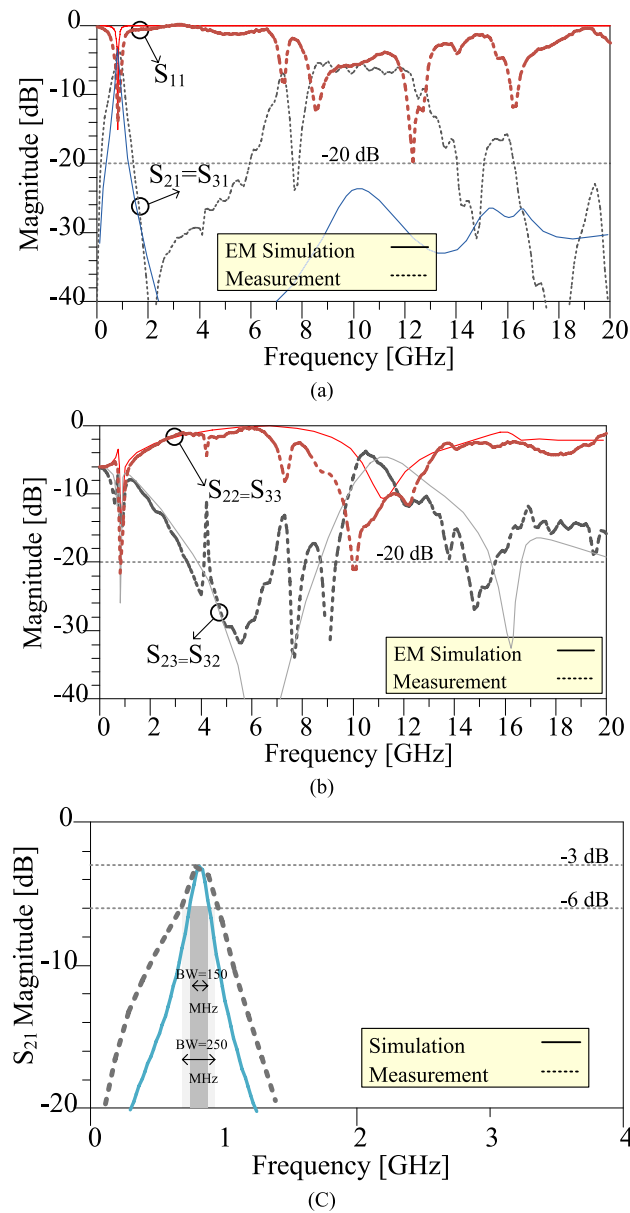 0
-10
-20
-30
-40
Magnitude [dB]
S11
-20 dB
S21=S31
EM Simulation
Measurement
0 2 4 6 8 10 12 14 16 18 20
Frequency [GHz]
(a)
0
-10
-20
-30
-40
Magnitude [dB]
S22=S33
-20 dB
S23=S32
EM Simulation
Measurement
0 2 4 6 8 10 12 14 16 18 20
Frequency [GHz]
(b)
0
-10
-20
S21 Magnitude [dB]
-3 dB
-6 dB
BW=150
MHz
BW=250
MHz
Simulation
Measurement
0 1 2 3 4
Frequency [GHz]
(C)